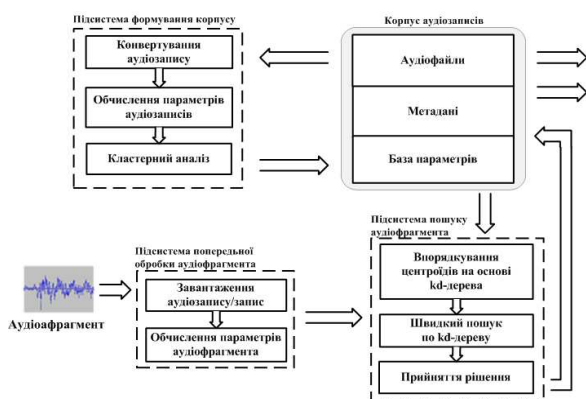 Підсистема формування корпусу
Конвертування
аудіозапису
Обчислення параметрів
аудіозаписів
Кластерний аналіз
Корпус аудіозаписів
Аудіофайли
Метадані
База параметрів
Підсистема пошуку
аудіофрагмента
Впорядкування
центроїдів на основі
kd-дерева
Швидкий пошук
по kd-дереву
Прийняття рішення
Підсистема попередьної
обробки аудіофрагмента
Завантаження
аудіозапису/запис
Обчислення параметрів
аудіофрагмента
Аудіоафрагмент